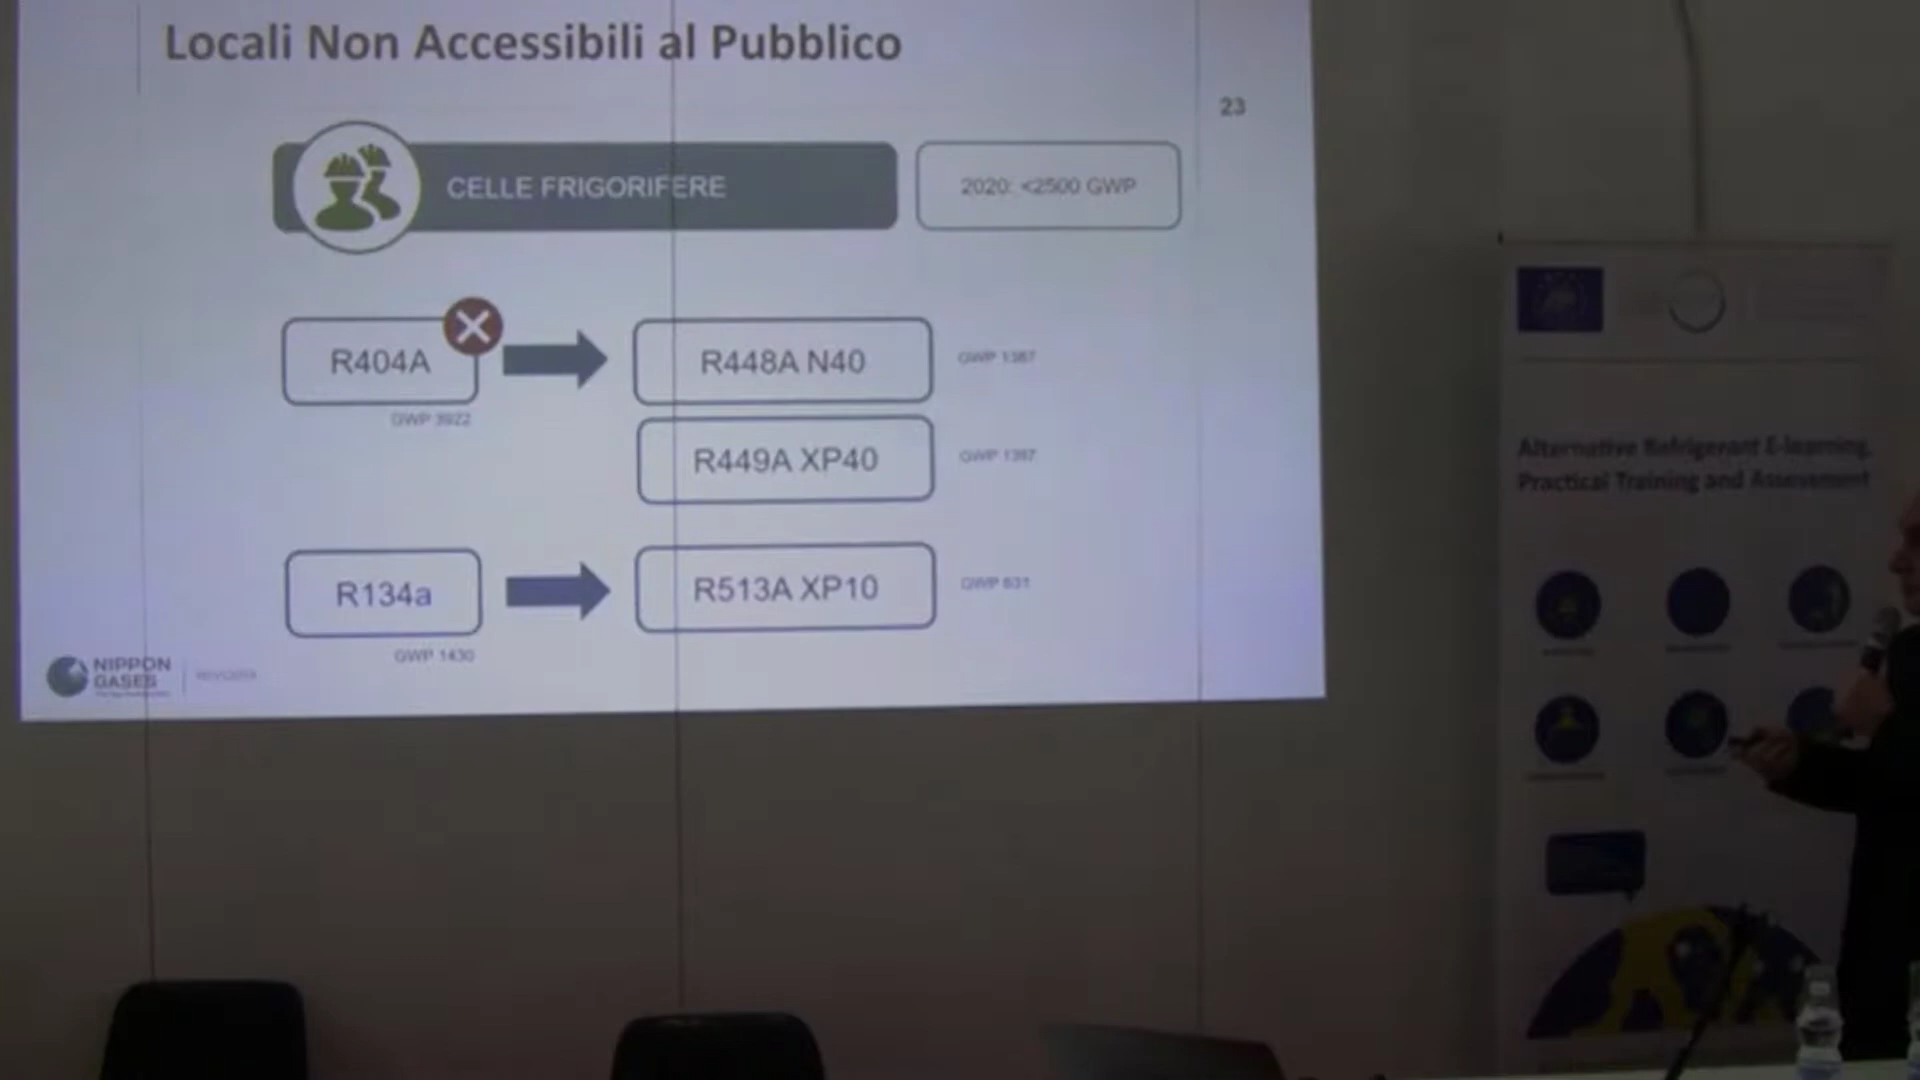 Locali Non Accessibili al Pubblico
23
CELLE FRIGORIFERE
2020: <2500 GWP
R404A
GWP 3922
R448A N40
GWP 1387
R449A XP40
GWP 1397
R134a
GWP 1430
R513A XP10
GWP 631
NIPPON
GASES
Alternative Refrigerant E-learning,
Practical Training and Assessment